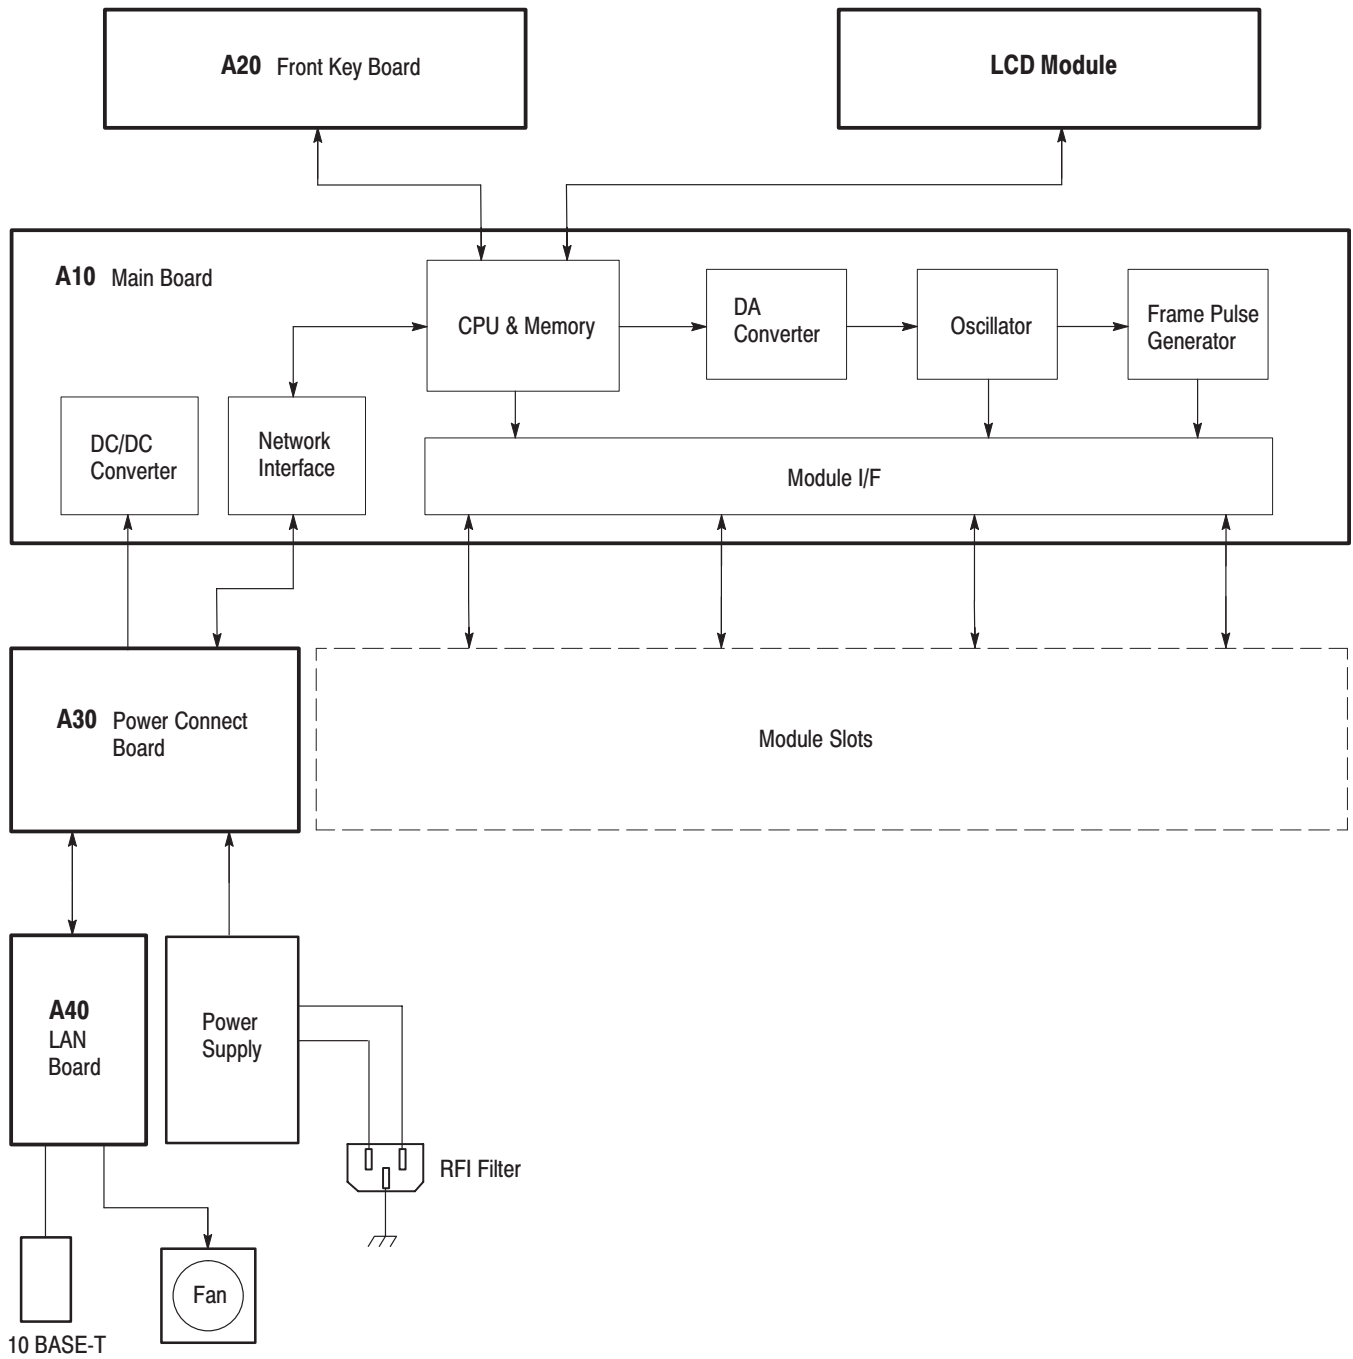 A20 Front Key Board
LCD Module
A10 Main Board
CPU & Memory
DA
Converter
Oscillator
Frame Pulse
Generator
DC/DC
Converter
Network
Interface
Module I/F
A30 Power Connect
Board
Module Slots
A40
LAN
Board
Power
Supply
RFI Filter
Fan
10 BASE-T